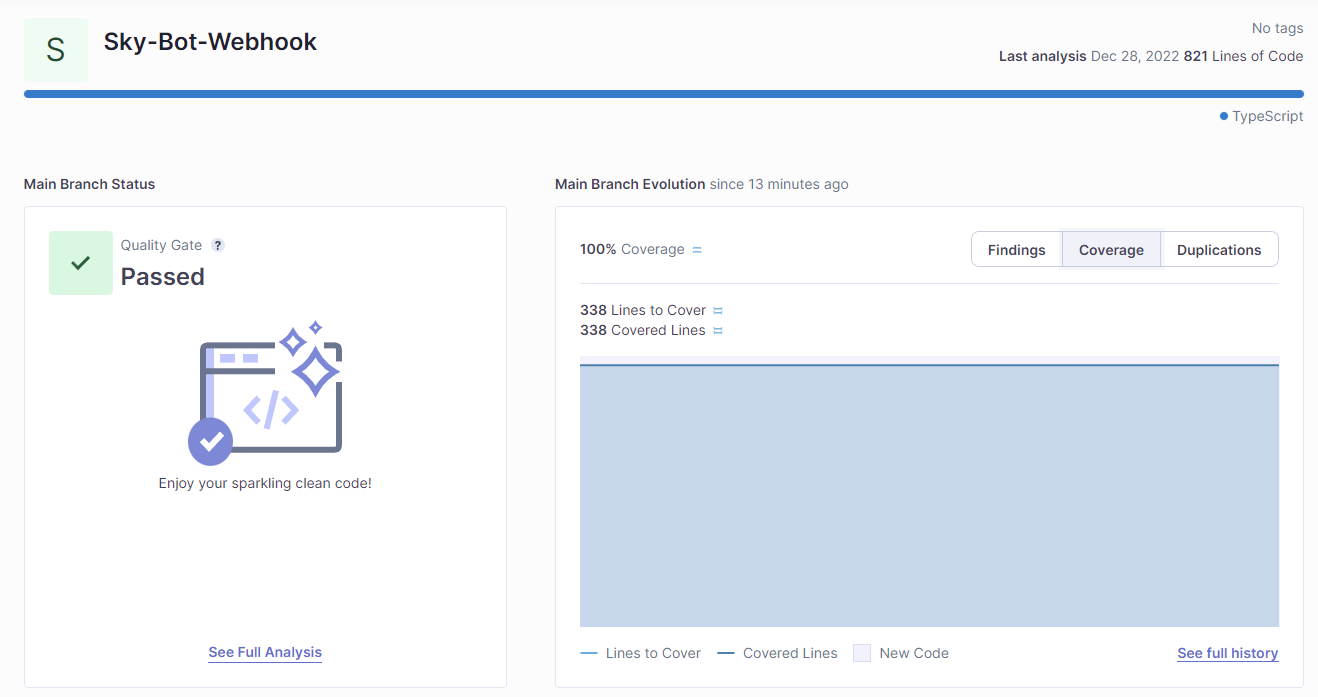 S
Sky-Bot-Webhook
No tags
Last analysis Dec 28, 2022 821 Lines of Code
TypeScript
Main Branch Status
Quality Gate ?
Passed
</>
Enjoy your sparkling clean code!
See Full Analysis
Main Branch Evolution since 13 minutes ago
100% Coverage =
Findings Coverage Duplications
338 Lines to Cover =
338 Covered Lines =
Lines to Cover Covered Lines New Code
See full history